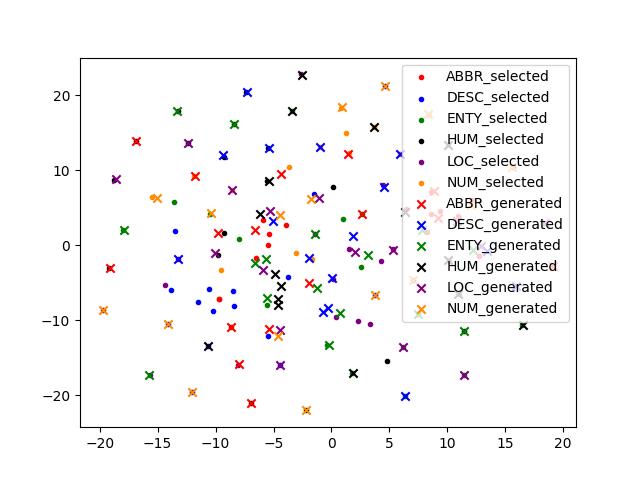 20
10
0
−10
−20
−20
−15
−10
−5
0
5
10
15
20
ABBR_selected
DESC_selected
ENTY_selected
HUM_selected
LOC_selected
NUM_selected
ABBR_generated
DESC_generated
ENTY_generated
HUM_generated
LOC_generated
NUM_generated